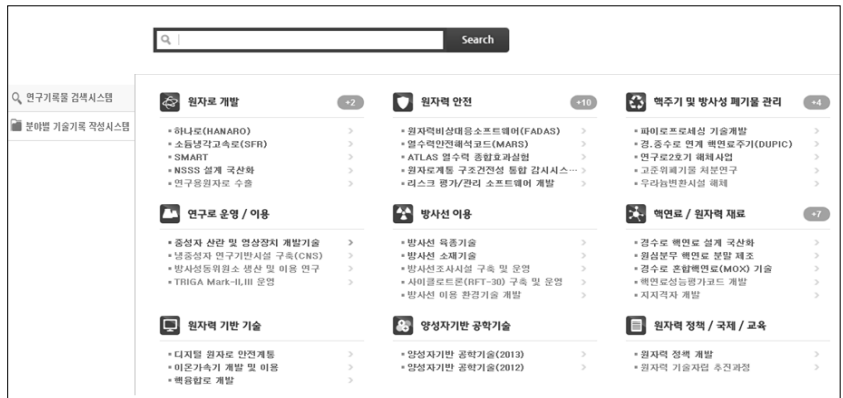 Search
연구기록물 검색시스템
분야별 기술기록 작성시스템
원자로 개발 +2
하나로(HANARO)
소듐냉각고속로(SFR)
SMART
NSSS 설계 국산화
연구용원자로 수출
원자력 안전 +10
원자력비상대응소프트웨어(FADAS)
열수력안전해석코드(MARS)
ATLAS 열수력 종합효과실험
원자로계통 구조건전성 통합 감시시스···
리스크 평가/관리 소프트웨어 개발
핵주기 및 방사성 폐기물 관리 +4
파이로프로세싱 기술개발
경.중수로 연계 핵연료주기(DUPIC)
연구로2호기 해체사업
고준위폐기물 처분연구
우라늄변환시설 해체
연구로 운영 / 이용
중성자 산란 및 영상장치 개발기술
냉중성자 연구기반시설 구축(CNS)
방사성동위원소 생산 및 이용 연구
TRIGA Mark-II,III 운영
방사선 이용
방사선 육종기술
방사선 소재기술
방사선조사시설 구축 및 운영
사이클로트론(RFT-30) 구축 및 운영
방사선 이용 환경기술 개발
핵연료 / 원자력 재료 +7
경수로 핵연료 설계 국산화
원심분무 핵연료 분말 제조
경수로 혼합핵연료(MOX) 기술
핵연료성능평가코드 개발
지지격자 개발
원자력 기반 기술
디지털 원자로 안전계통
이온가속기 개발 및 이용
핵융합로 개발
양성자기반 공학기술
양성자기반 공학기술(2013)
양성자기반 공학기술(2012)
원자력 정책 / 국제 / 교육
원자력 정책 개발
원자력 기술자립 추진과정